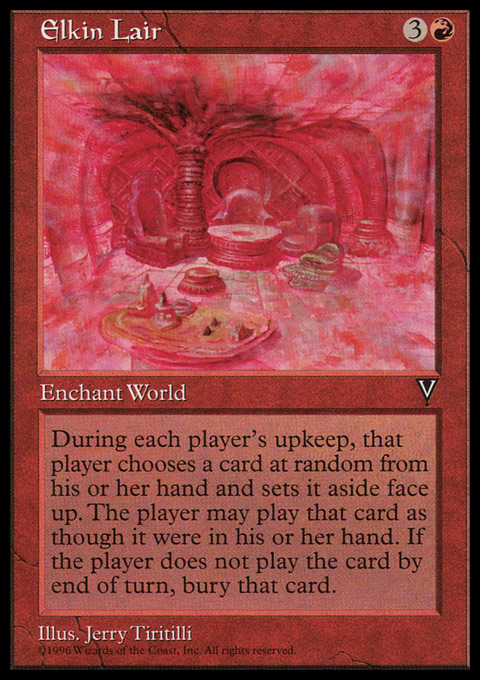 Elkin Lair 3
Enchant World
During each player's upkeep, that
player chooses a card at random from
his or her hand and sets it aside face
up. The player may play that card as
though it were in his or her hand. If
the player does not play the card by
end of turn, bury that card.
Illus. Jerry Tiritilli
©1996 Wizards of the Coast, Inc. All rights reserved.